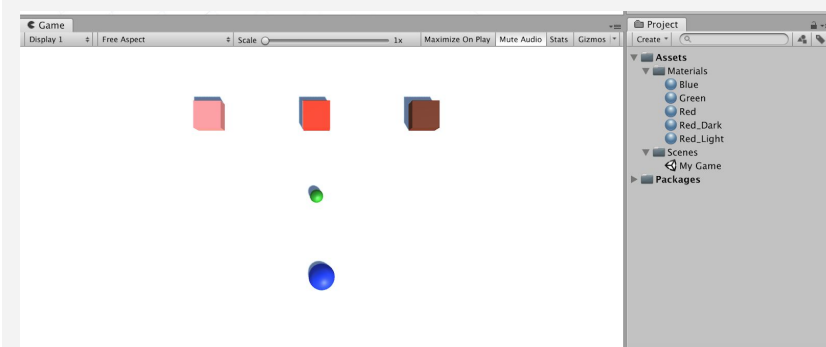 Game
Display 1 Free Aspect Scale 1x Maximize On Play Mute Audio Stats Gizmos
Project
Create
Assets
Materials
Blue
Green
Red
Red_Dark
Red_Light
Scenes
My Game
Packages